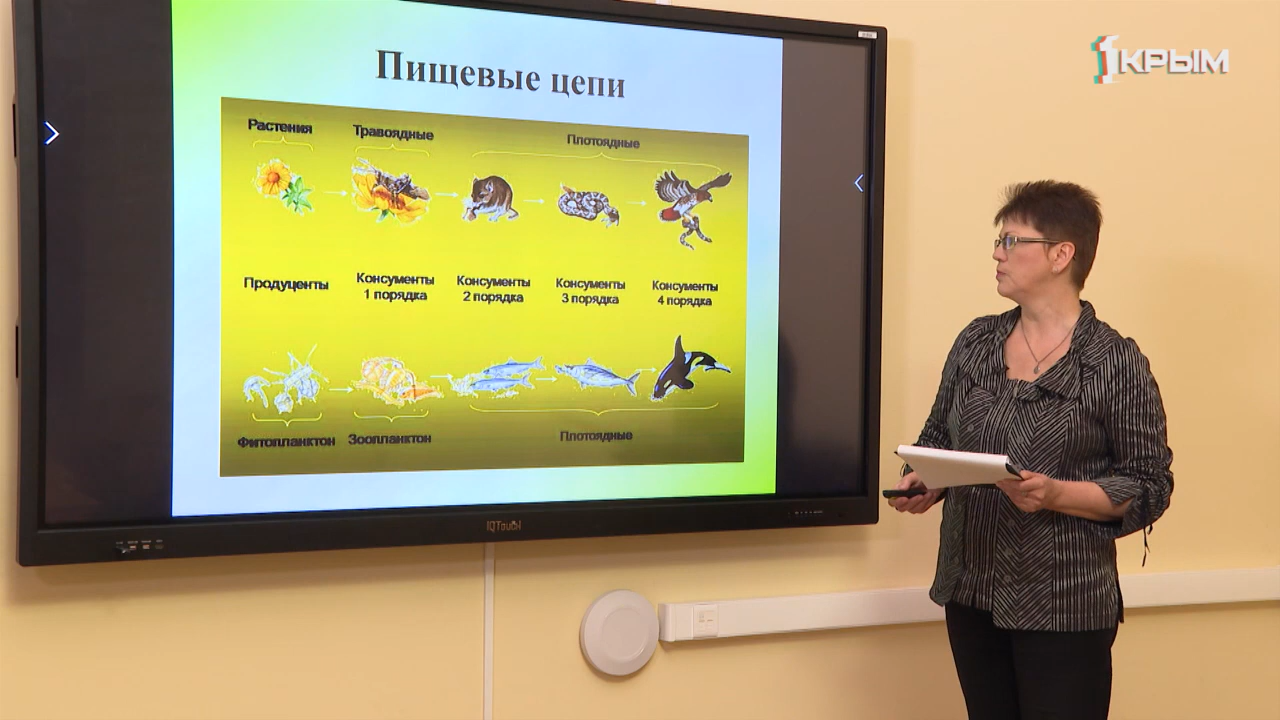 1КРЫМ
Пищевые цепи
Растения
Травоядные
Плотоядные
Продуценты
Консументы
1 порядка
Консументы
2 порядка
Консументы
3 порядка
Консументы
4 порядка
Фитопланктон
Зоопланктон
Плотоядные
IQTouch